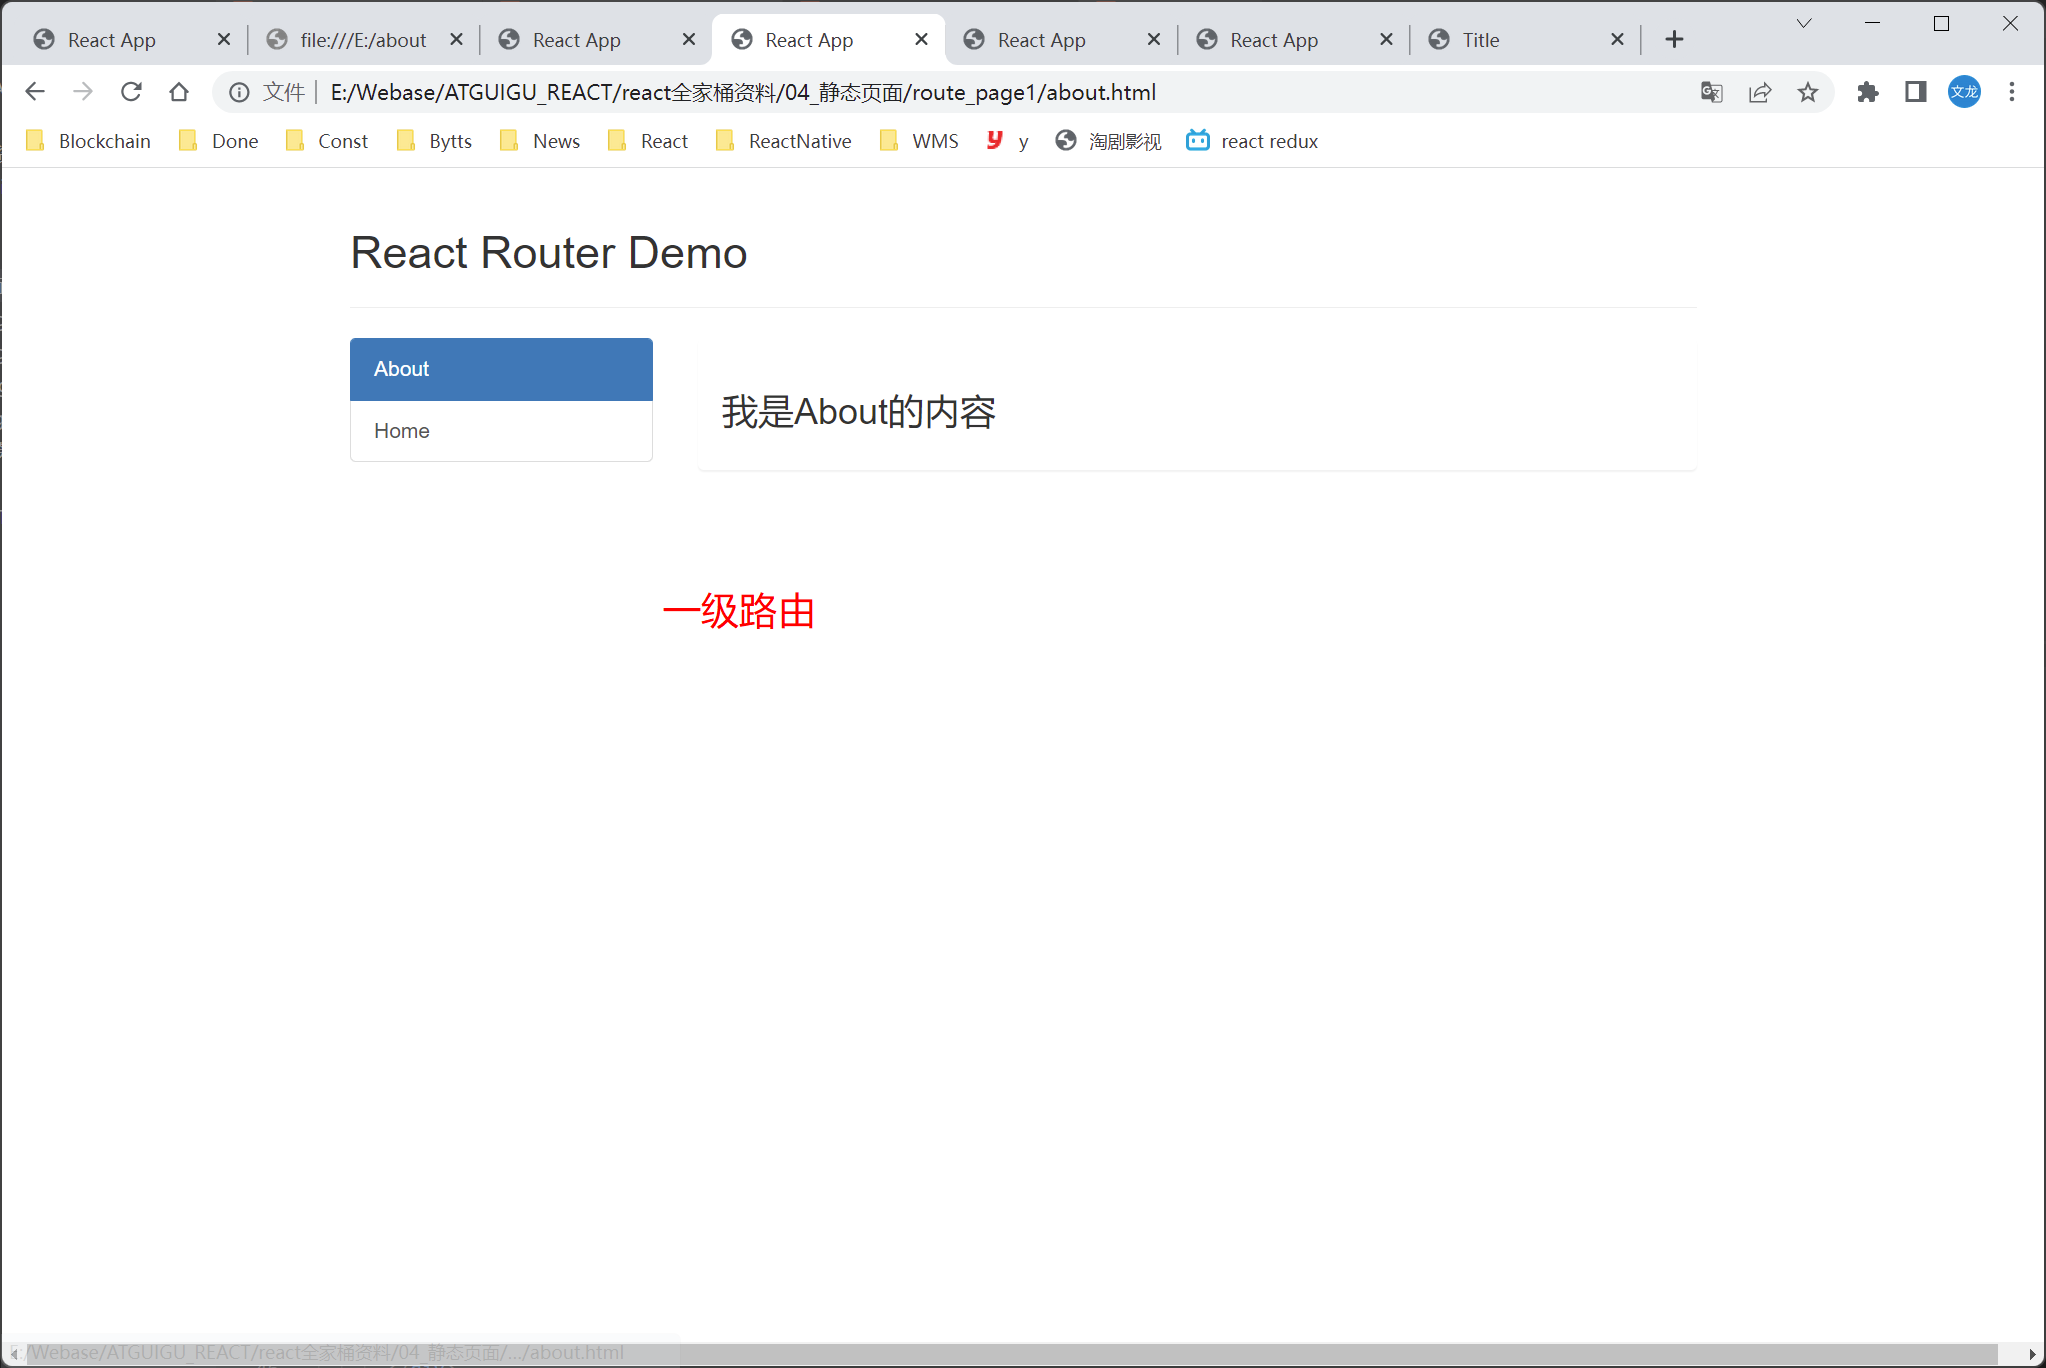 React App
file:///E:/about
React App
React App
React App
React App
Title
文件 | E:/Webase/ATGUIGU_REACT/react全家桶资料/04_静态页面/route_page1/about.html
文龙
Blockchain
Done
Const
Bytts
News
React
ReactNative
WMS
y
淘剧影视
react redux
React Router Demo
About
Home
我是About的内容
一级路由
/Webase/ATGUIGU_REACT/react全家桶资料/04_静态页面/.../about.html